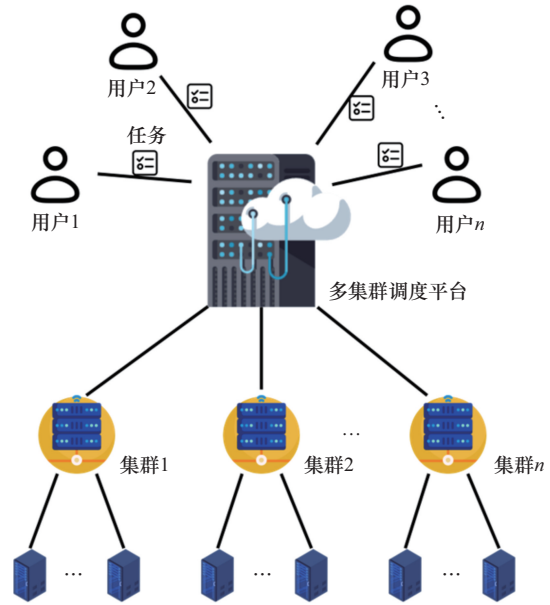 用户2
用户3
任务
⋱
用户1
用户n
多集群调度平台
…
集群1
集群2
集群n
… … …